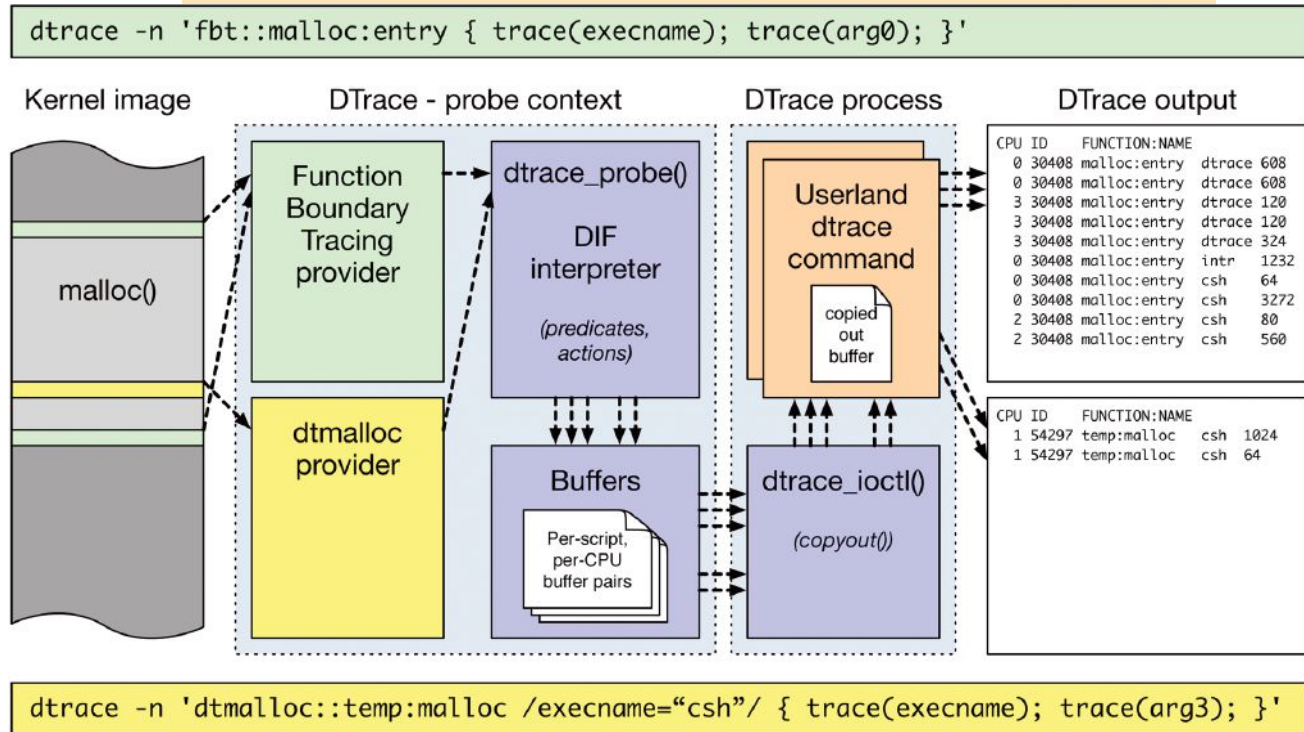 dtrace -n 'fbt::malloc:entry { trace(execname); trace(arg0); }'
Kernel image
DTrace - probe context
DTrace process
DTrace output
malloc()
Function
Boundary
Tracing
provider
dtmalloc
provider
dtrace_probe()
DIF
interpreter
(predicates,
actions)
Buffers
Per-script,
per-CPU
buffer pairs
Userland
dtrace
command
copied
out
buffer
dtrace_ioctl()
(copyout())
CPU ID FUNCTION:NAME
0 30408 malloc:entry dtrace 608
0 30408 malloc:entry dtrace 608
3 30408 malloc:entry dtrace 120
3 30408 malloc:entry dtrace 120
3 30408 malloc:entry dtrace 324
0 30408 malloc:entry intr 1232
0 30408 malloc:entry csh 64
0 30408 malloc:entry csh 3272
2 30408 malloc:entry csh 80
2 30408 malloc:entry csh 560
CPU ID FUNCTION:NAME
1 54297 temp:malloc csh 1024
1 54297 temp:malloc csh 64
dtrace -n 'dtmalloc::temp:malloc /execname=“csh”/ { trace(execname); trace(arg3); }'